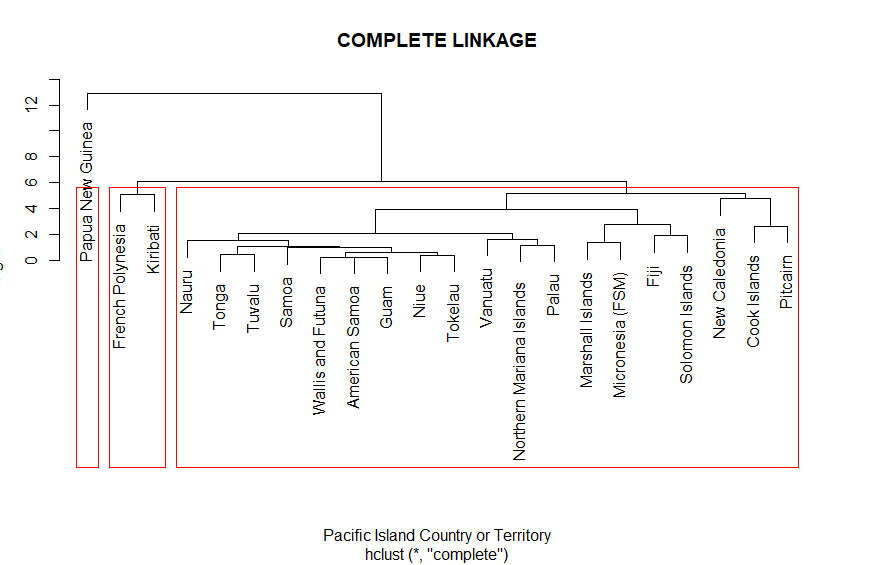 COMPLETE LINKAGE
12
8
6
4
2
0
Papua New Guinea
French Polynesia
Kiribati
Nauru
Tonga
Tuvalu
Samoa
Wallis and Futuna
American Samoa
Guam
Niue
Tokelau
Vanuatu
Northern Mariana Islands
Palau
Marshall Islands
Micronesia (FSM)
Fiji
Solomon Islands
New Caledonia
Cook Islands
Pitcairn
Pacific Island Country or Territory
hclust (*, "complete")